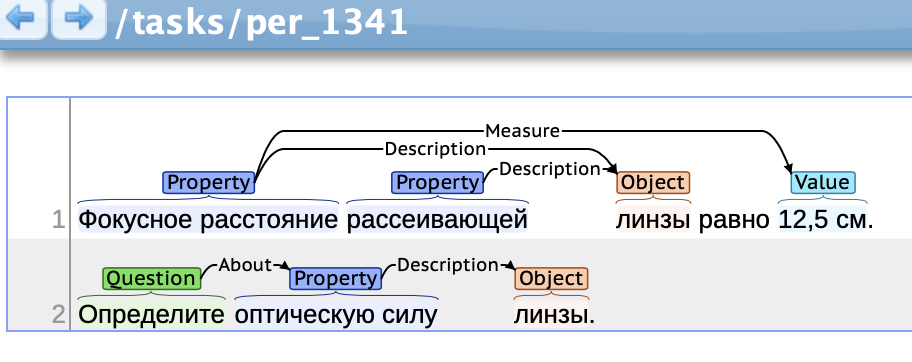 /tasks/per_1341
Measure
Description
Description
Property Property Object Value
1 Фокусное расстояние рассеивающей линзы равно 12,5 см.
About Description
Question Property Object
2 Определите оптическую силу линзы.